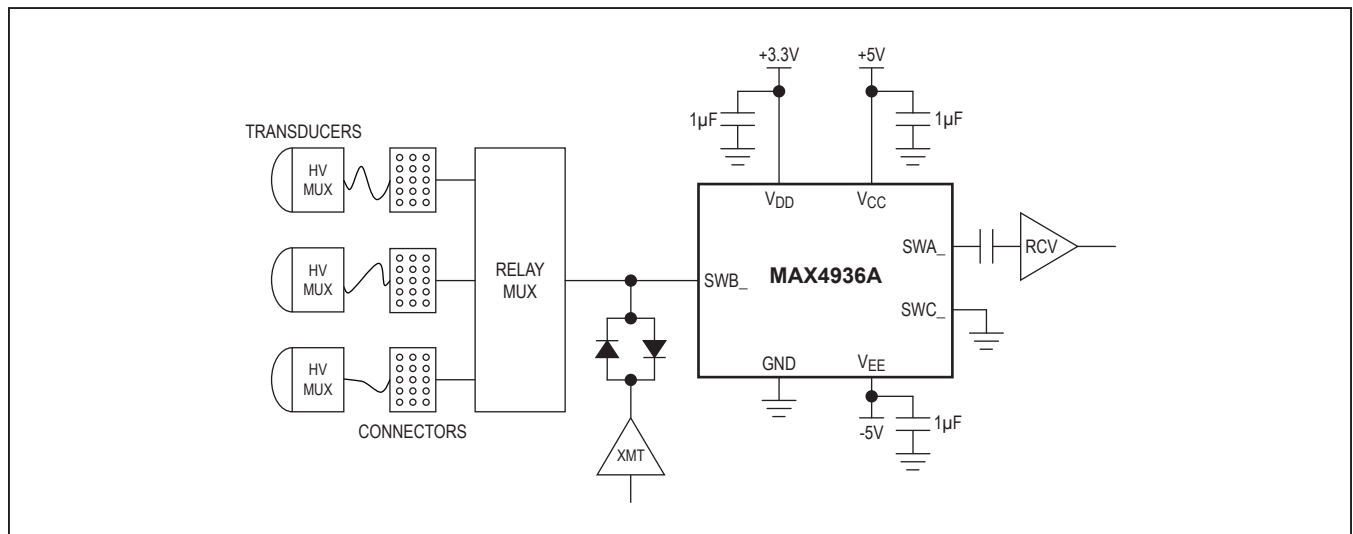 +3.3V
+5V
1µF
1µF
TRANSDUCERS
HV
MUX
VDD
VCC
SWA_
RCV
HV
MUX
RELAY
MUX
SWB_
MAX4936A
SWC_
HV
MUX
GND
VEE
CONNECTORS
-5V
1µF
XMT